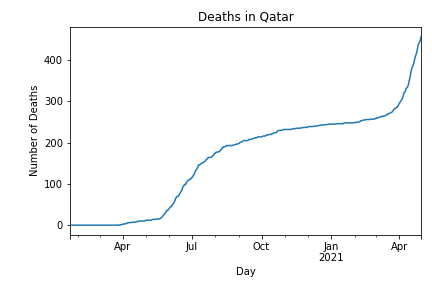 Deaths in Qatar
Number of Deaths
400
300
200
100
0
Apr
Jul
Oct
Jan
2021
Apr
Day